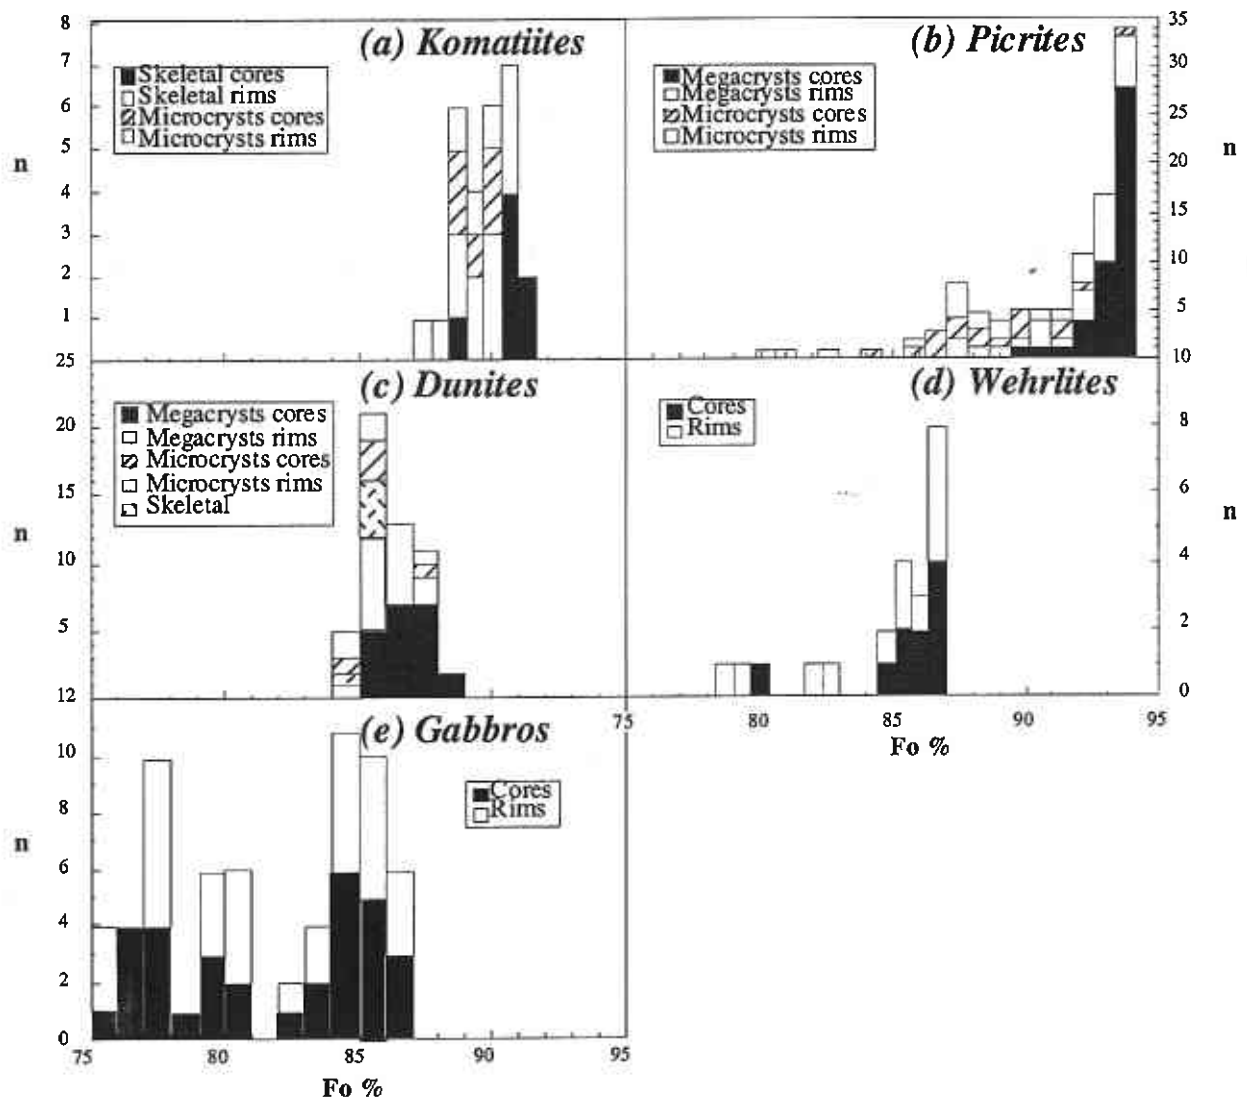 (a) Komatiites
8
7
6
5
4
3
2
1
25
n
Skeletal cores
Skeletal rims
Microcrysts cores
Microcrysts rims
(b) Picrites
35
30
25
20
15
10
5
10
n
Megacrysts cores
Megacrysts rims
Microcrysts cores
Microcrysts rims
(c) Dunites
20
15
10
5
12
n
Megacrysts cores
Megacrysts rims
Microcrysts cores
Microcrysts rims
Skeletal
(d) Wehrlites
8
6
4
2
0
n
Cores
Rims
75 80 85 90 95
Fo %
(e) Gabbros
10
8
6
4
2
0
n
Cores
Rims
75 80 85 90 95
Fo %